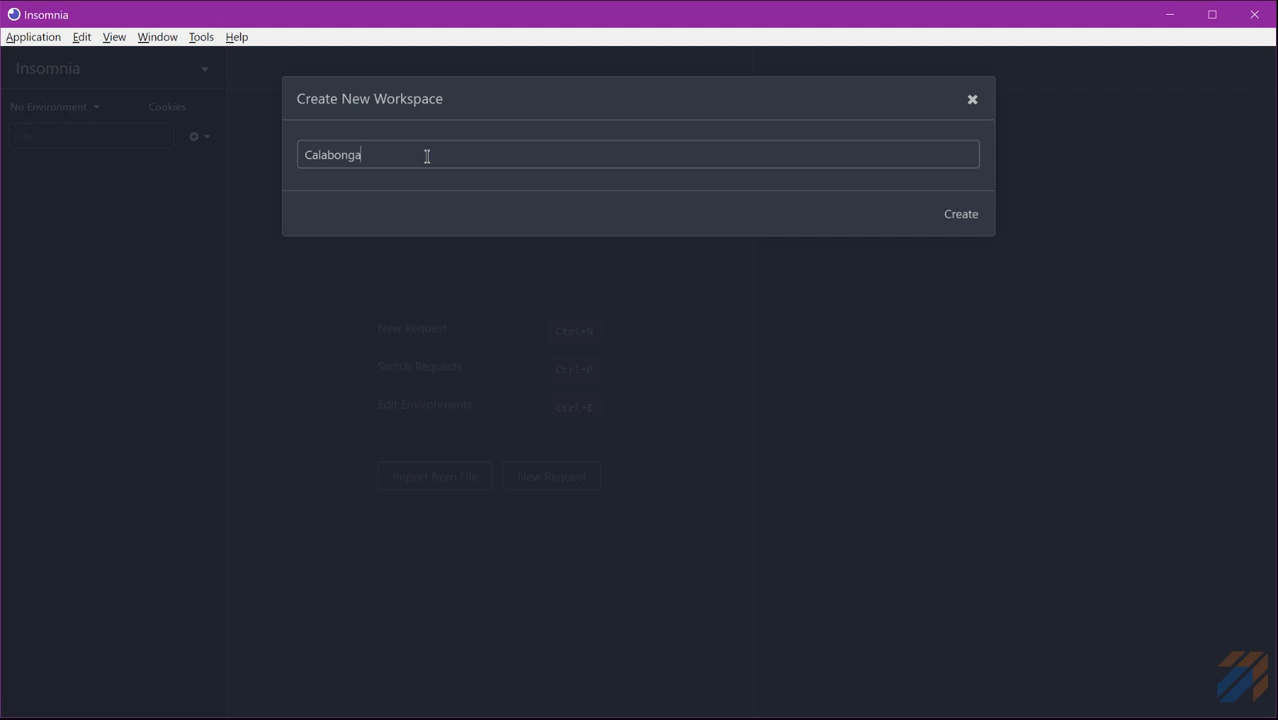 Insomnia
Application Edit View Window Tools Help
Insomnia
No Environment Cookies
Filter
Create New Workspace
Calabonga
Create
New Request Ctrl+N
Switch Requests Ctrl+P
Edit Environments Ctrl+E
Import from File New Request